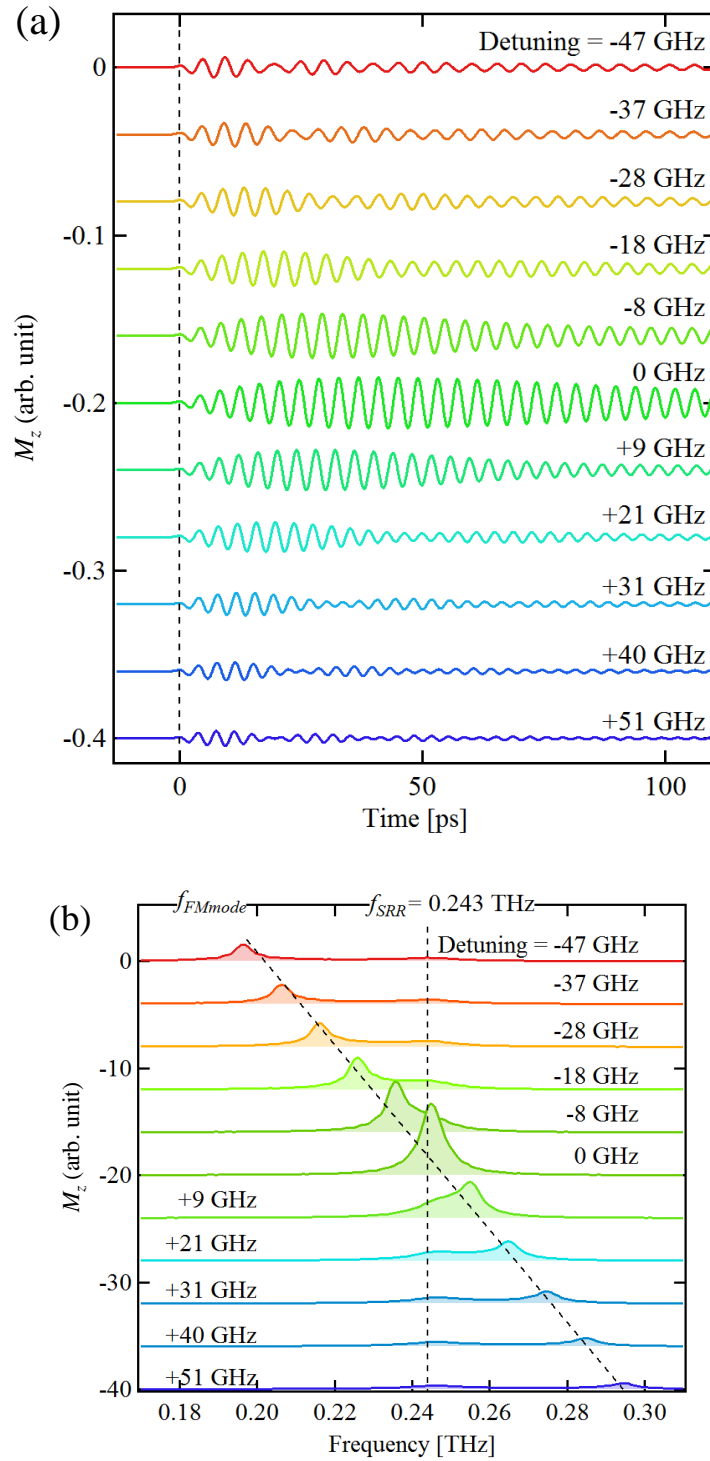 (a)
Detuning = -47 GHz
-37 GHz
-28 GHz
-18 GHz
-8 GHz
0 GHz
+9 GHz
+21 GHz
+31 GHz
+40 GHz
+51 GHz
0
-0.1
-0.2
-0.3
-0.4
M_z (arb. unit)
0
50
100
Time [ps]
(b)
f_FMmode
f_SRR = 0.243 THz
Detuning = -47 GHz
-37 GHz
-28 GHz
-18 GHz
-8 GHz
0 GHz
+9 GHz
+21 GHz
+31 GHz
+40 GHz
+51 GHz
0
-10
-20
-30
-40
M_z (arb. unit)
0.18
0.20
0.22
0.24
0.26
0.28
0.30
Frequency [THz]